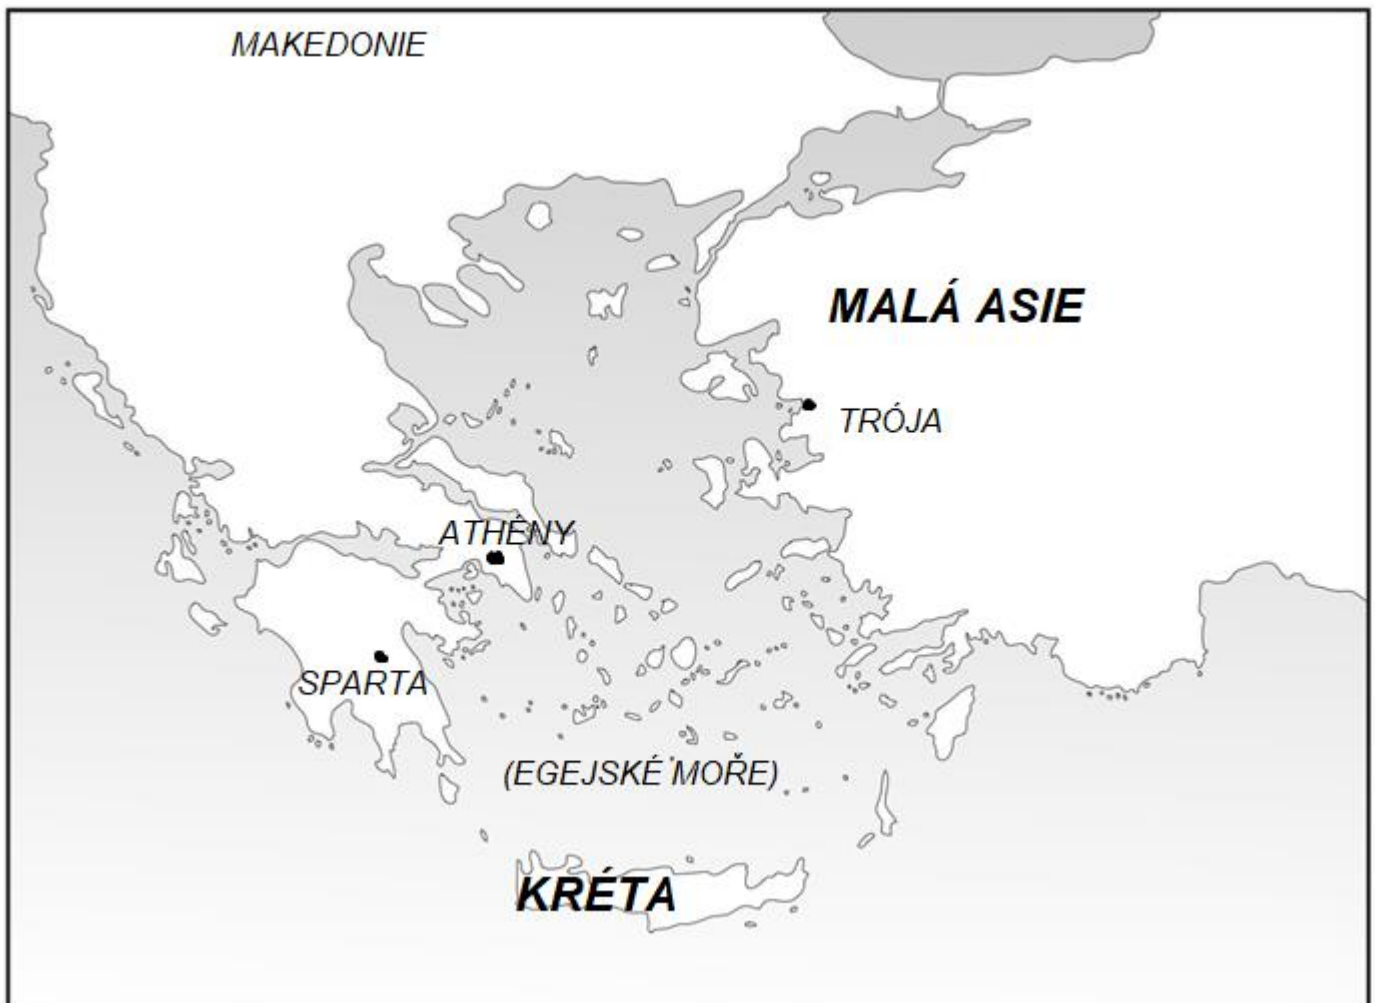 MAKEDONIE
MALÁ ASIE
TRÓJA
ATHÉNY
SPARTA
(EGEJSKÉ MOŘE)
KRÉTA